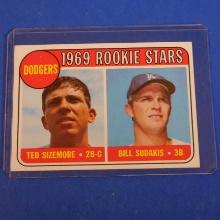 1969 ROOKIE STARS
DODGERS
TED SIZEMORE • 2B-C
BILL SUDAKIS • 3B